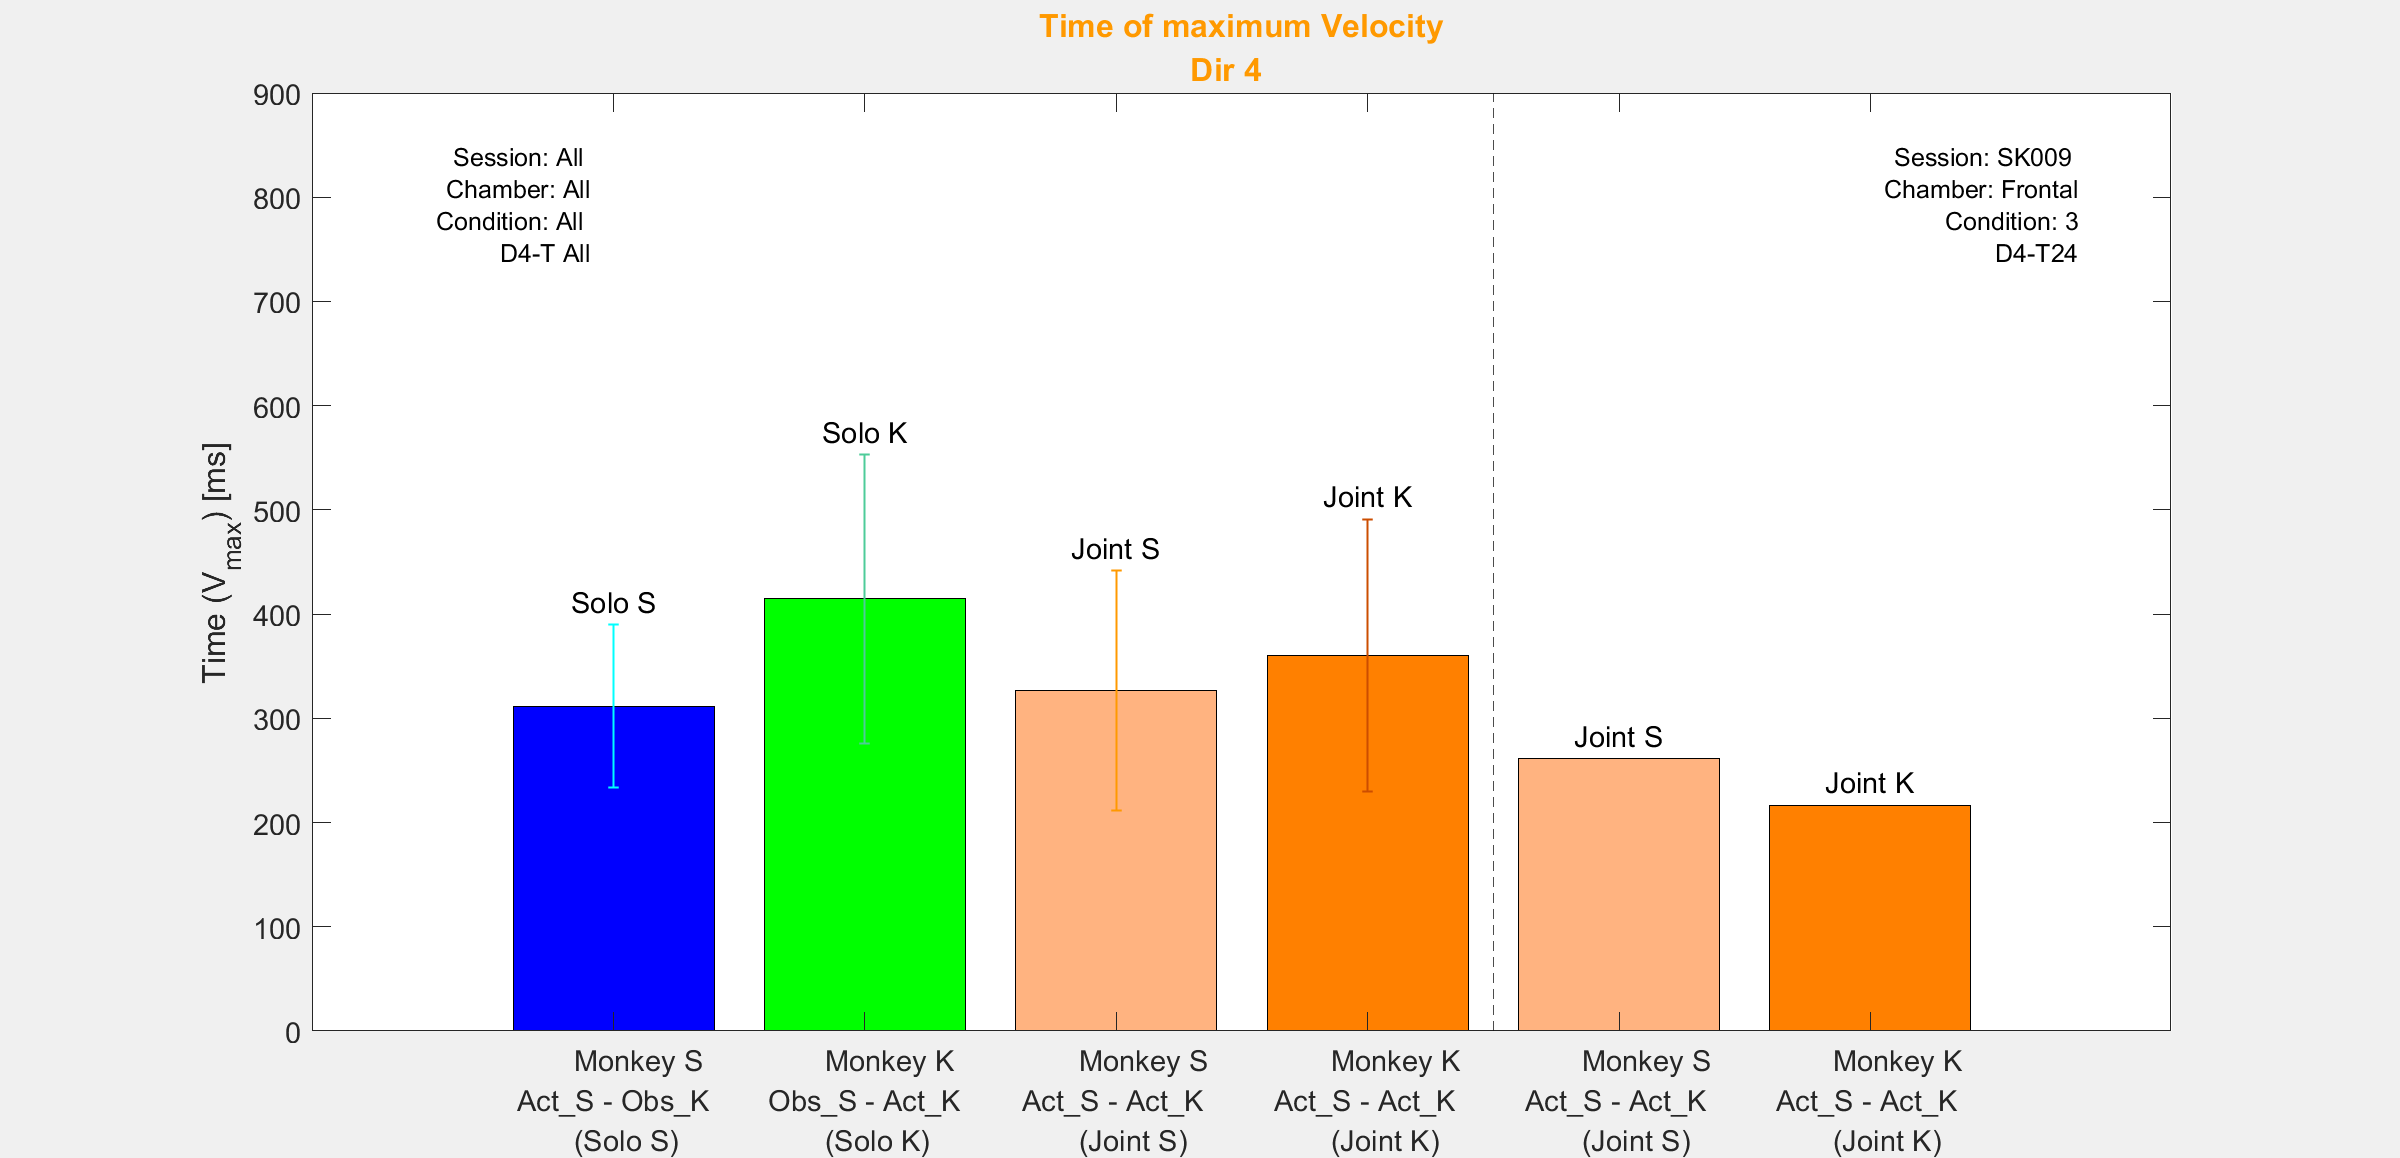 Time of maximum Velocity
Dir 4
900
800
700
600
500
400
300
200
100
0
Time (Vmax) [ms]
Session: All
Chamber: All
Condition: All
D4-T All
Session: SK009
Chamber: Frontal
Condition: 3
D4-T24
Solo S
Solo K
Joint S
Joint K
Joint S
Joint K
Monkey S
Act_S - Obs_K
(Solo S)
Monkey K
Obs_S - Act_K
(Solo K)
Monkey S
Act_S - Act_K
(Joint S)
Monkey K
Act_S - Act_K
(Joint K)
Monkey S
Act_S - Act_K
(Joint S)
Monkey K
Act_S - Act_K
(Joint K)